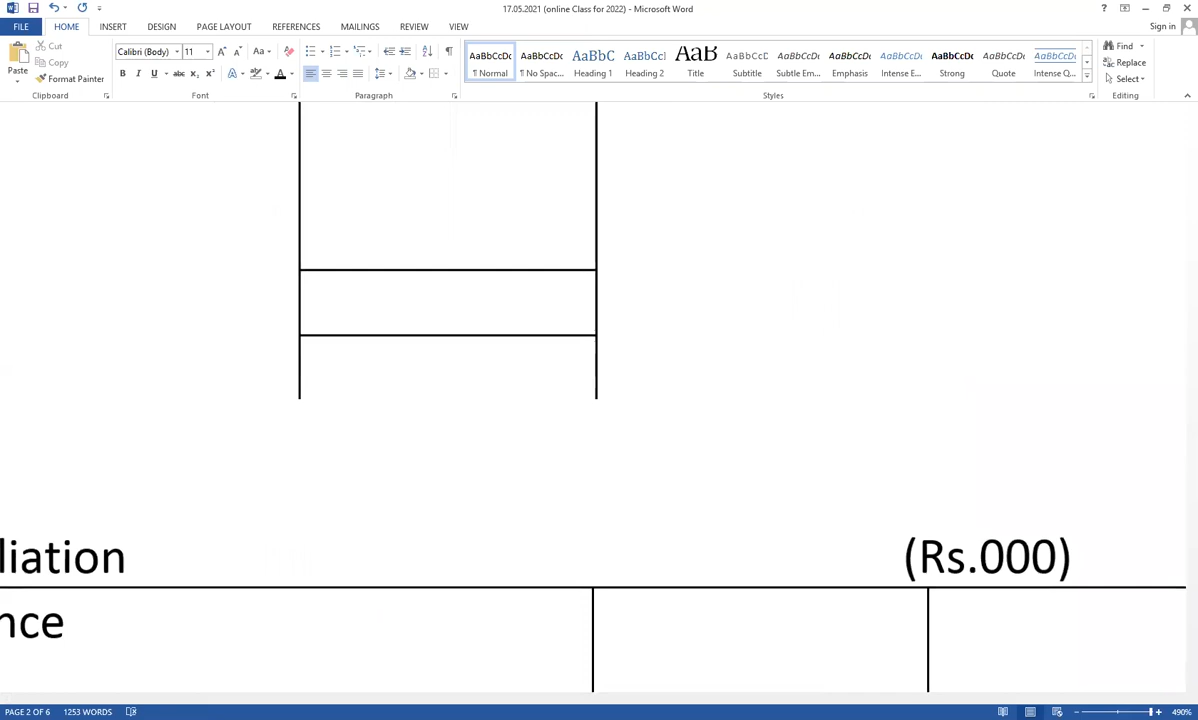 17.05.2021 (online Class for 2022) - Microsoft Word
Sign in
FILE HOME INSERT DESIGN PAGE LAYOUT REFERENCES MAILINGS REVIEW VIEW
Paste
Cut
Copy
Format Painter
Clipboard
Calibri (Body) 11
Font
Paragraph
AaBbCcDc AaBbCcDc AaBbC AaBbCcI AaB AaBbCcC AaBbCcDc AaBbCcDc AaBbCcDc AaBbCcDc AaBbCcDc AaBbCcDc
¶ Normal ¶ No Spac... Heading 1 Heading 2 Title Subtitle Subtle Em... Emphasis Intense E... Strong Quote Intense Q...
Styles
Find
Replace
Select
Editing
liation (Rs.000)
nce
PAGE 2 OF 6 1253 WORDS 490%